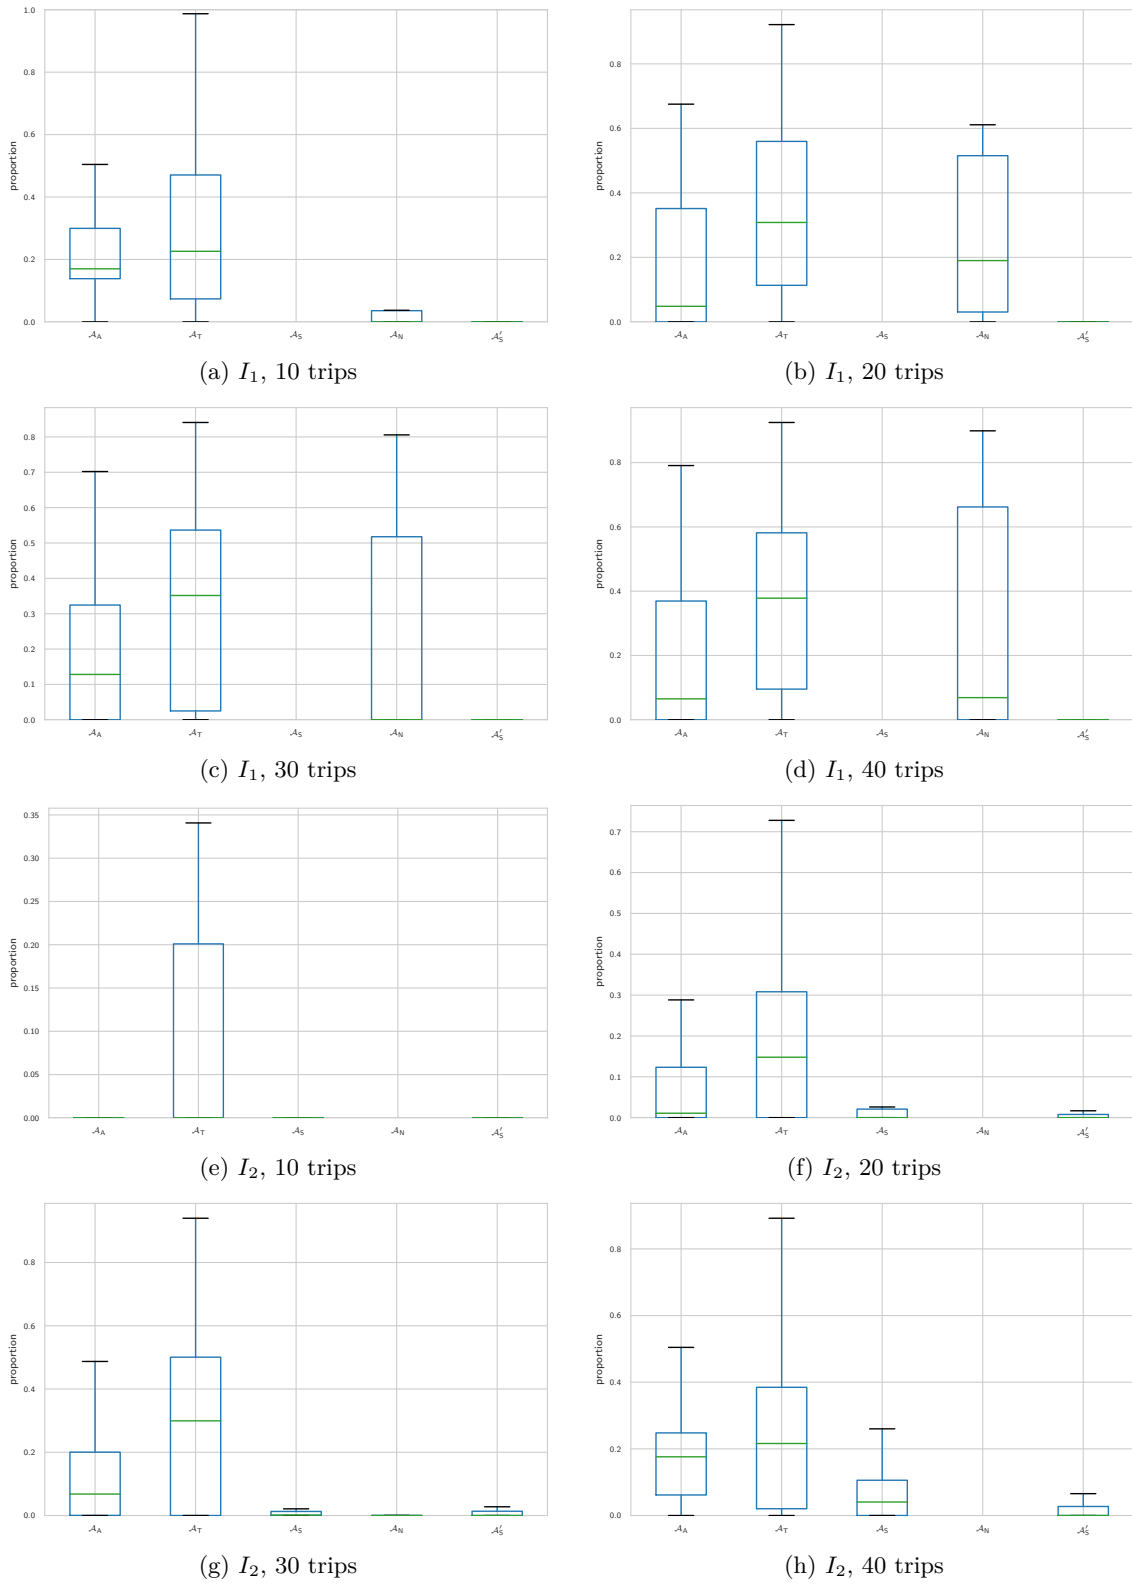 1.0
0.8
0.6
0.4
0.2
0.0
proportion
𝒜A 𝒜T 𝒜S 𝒜N 𝒜′S
(a) I1, 10 trips
0.8
0.6
0.4
0.2
0.0
proportion
𝒜A 𝒜T 𝒜S 𝒜N 𝒜′S
(b) I1, 20 trips
0.8
0.7
0.6
0.5
0.4
0.3
0.2
0.1
0.0
proportion
𝒜A 𝒜T 𝒜S 𝒜N 𝒜′S
(c) I1, 30 trips
0.8
0.6
0.4
0.2
0.0
proportion
𝒜A 𝒜T 𝒜S 𝒜N 𝒜′S
(d) I1, 40 trips
0.35
0.30
0.25
0.20
0.15
0.10
0.05
0.00
proportion
𝒜A 𝒜T 𝒜S 𝒜N 𝒜′S
(e) I2, 10 trips
0.7
0.6
0.5
0.4
0.3
0.2
0.1
0.0
proportion
𝒜A 𝒜T 𝒜S 𝒜N 𝒜′S
(f) I2, 20 trips
0.8
0.6
0.4
0.2
0.0
proportion
𝒜A 𝒜T 𝒜S 𝒜N 𝒜′S
(g) I2, 30 trips
0.8
0.6
0.4
0.2
0.0
proportion
𝒜A 𝒜T 𝒜S 𝒜N 𝒜′S
(h) I2, 40 trips